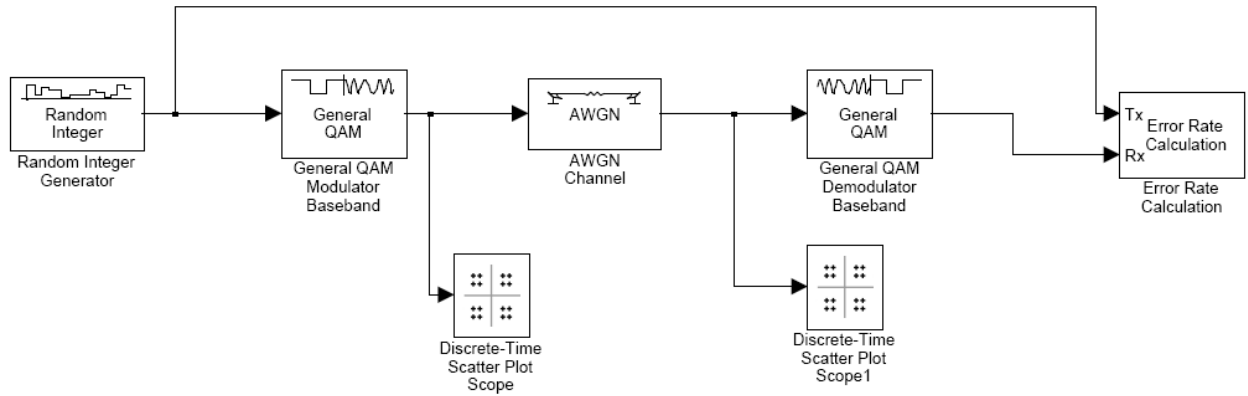 Random
Integer
Random Integer
Generator
General
QAM
General QAM
Modulator
Baseband
AWGN
AWGN
Channel
General
QAM
General QAM
Demodulator
Baseband
Tx
Rx
Error Rate
Calculation
Error Rate
Calculation
Discrete-Time
Scatter Plot
Scope
Discrete-Time
Scatter Plot
Scope1